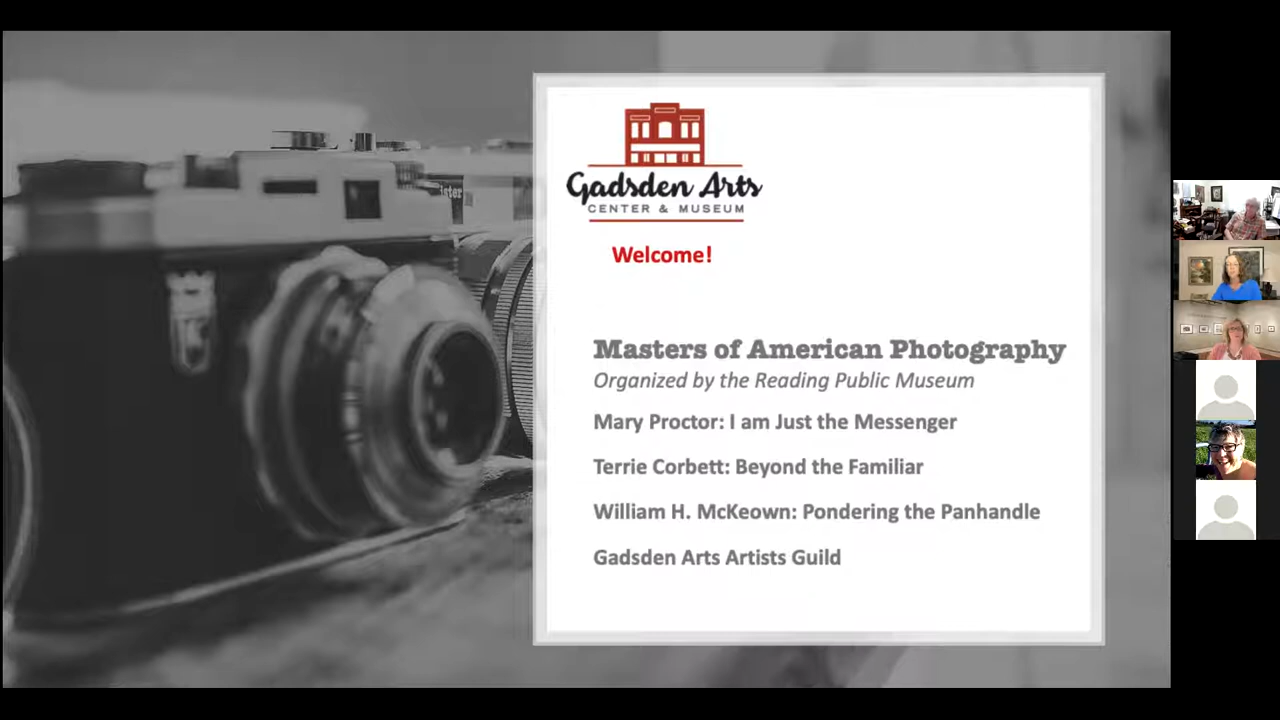 Gadsden Arts
CENTER & MUSEUM
Welcome!
Masters of American Photography
Organized by the Reading Public Museum
Mary Proctor: I am Just the Messenger
Terrie Corbett: Beyond the Familiar
William H. McKeown: Pondering the Panhandle
Gadsden Arts Artists Guild